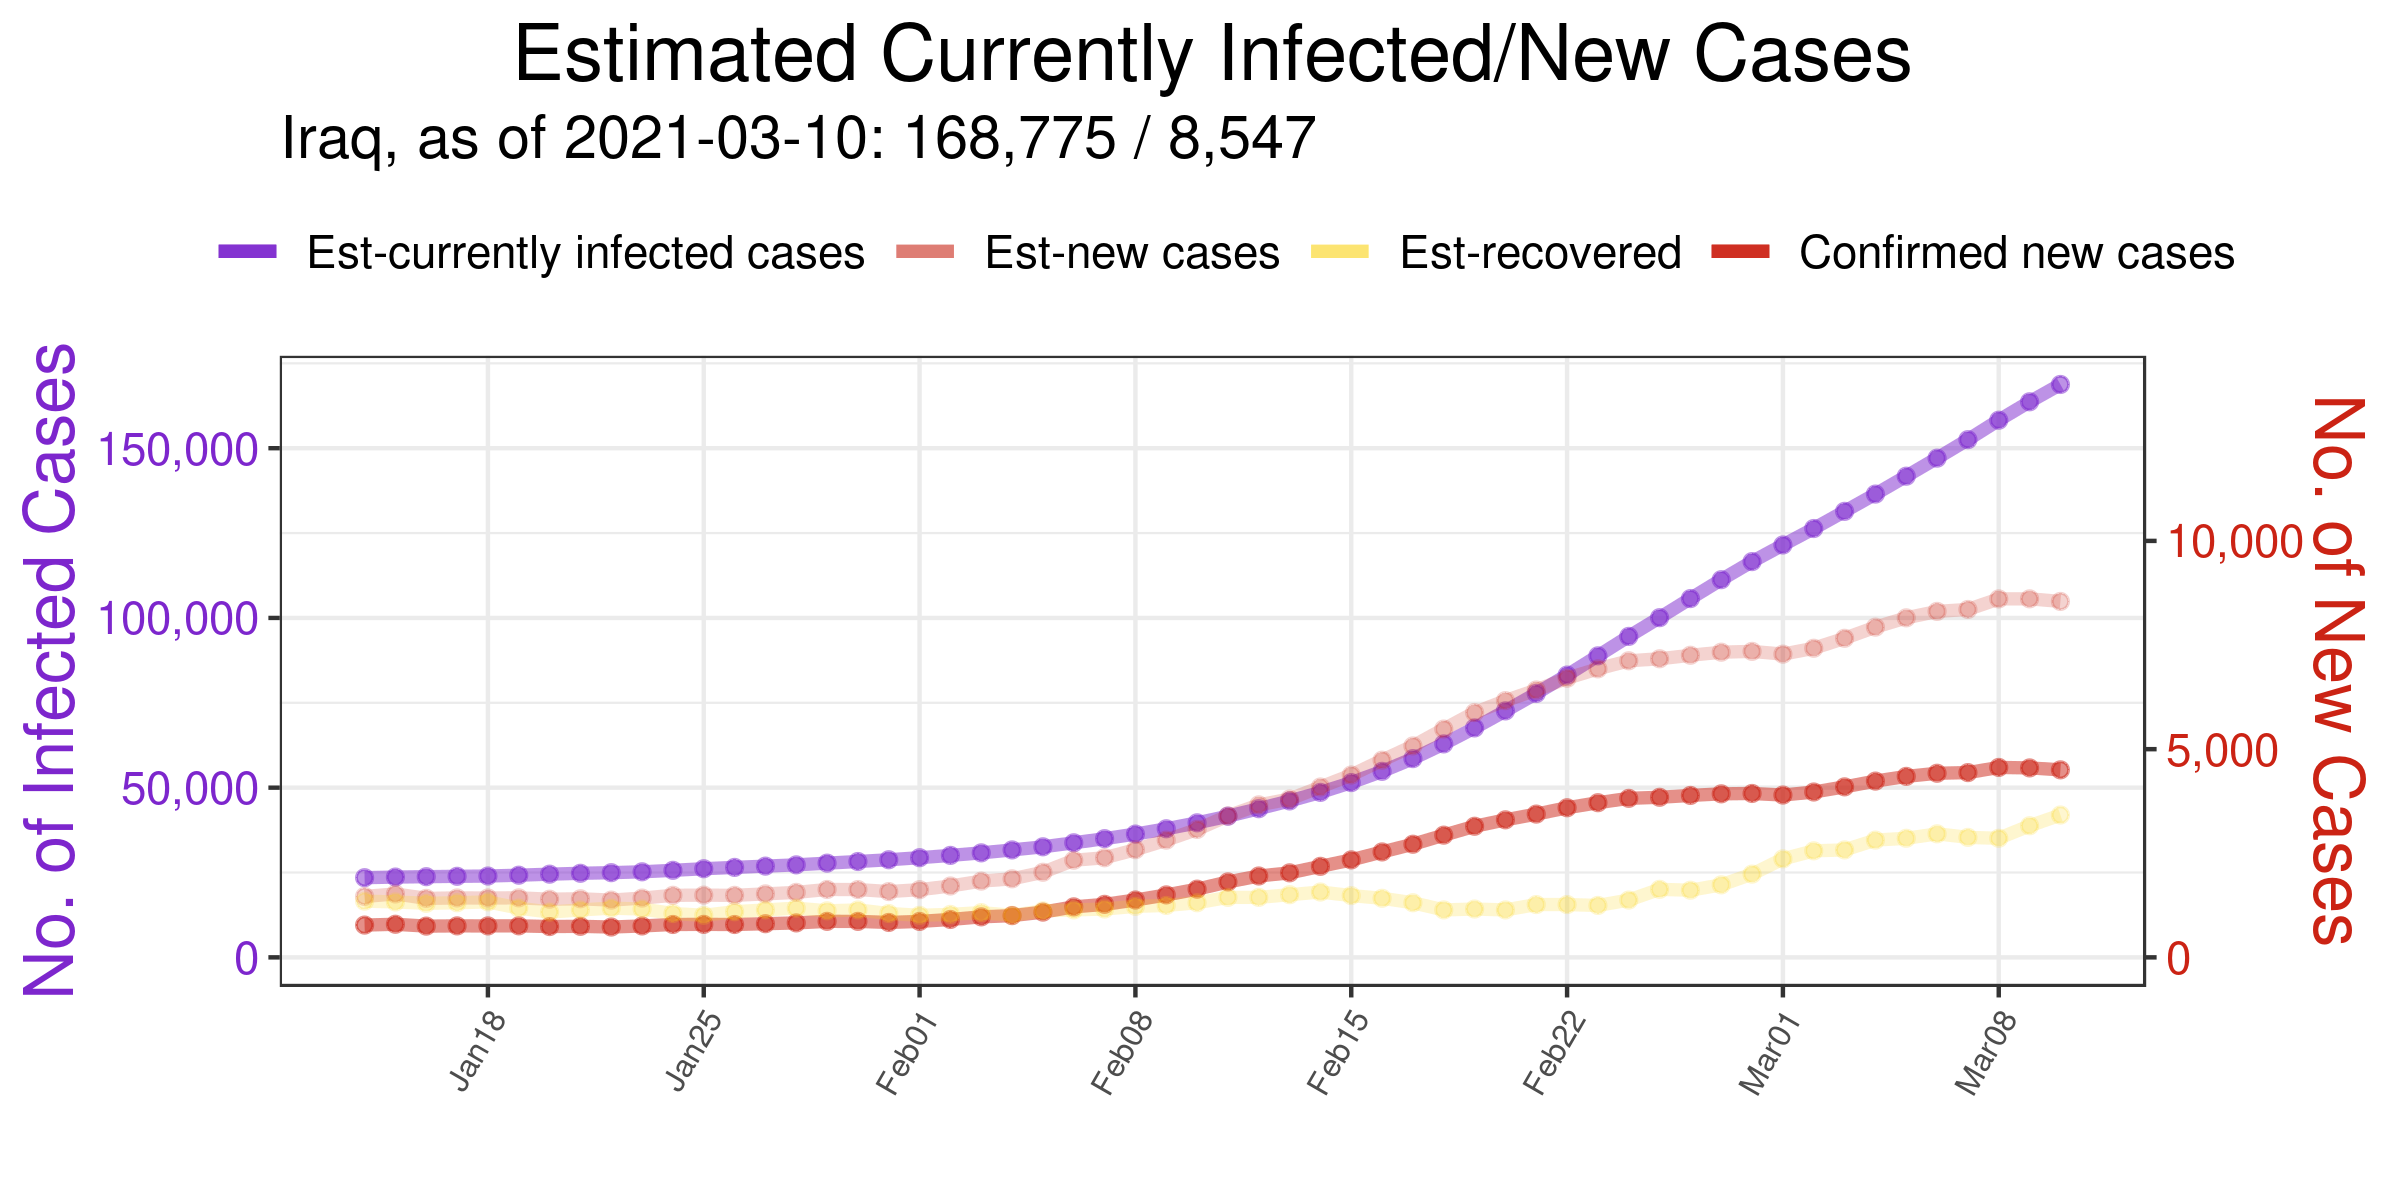 Estimated Currently Infected/New Cases
Iraq, as of 2021-03-10: 168,775 / 8,547
Est-currently infected cases Est-new cases Est-recovered Confirmed new cases
No. of Infected Cases
150,000
100,000
50,000
0
10,000
5,000
0
No. of New Cases
Jan18 Jan25 Feb01 Feb08 Feb15 Feb22 Mar01 Mar08